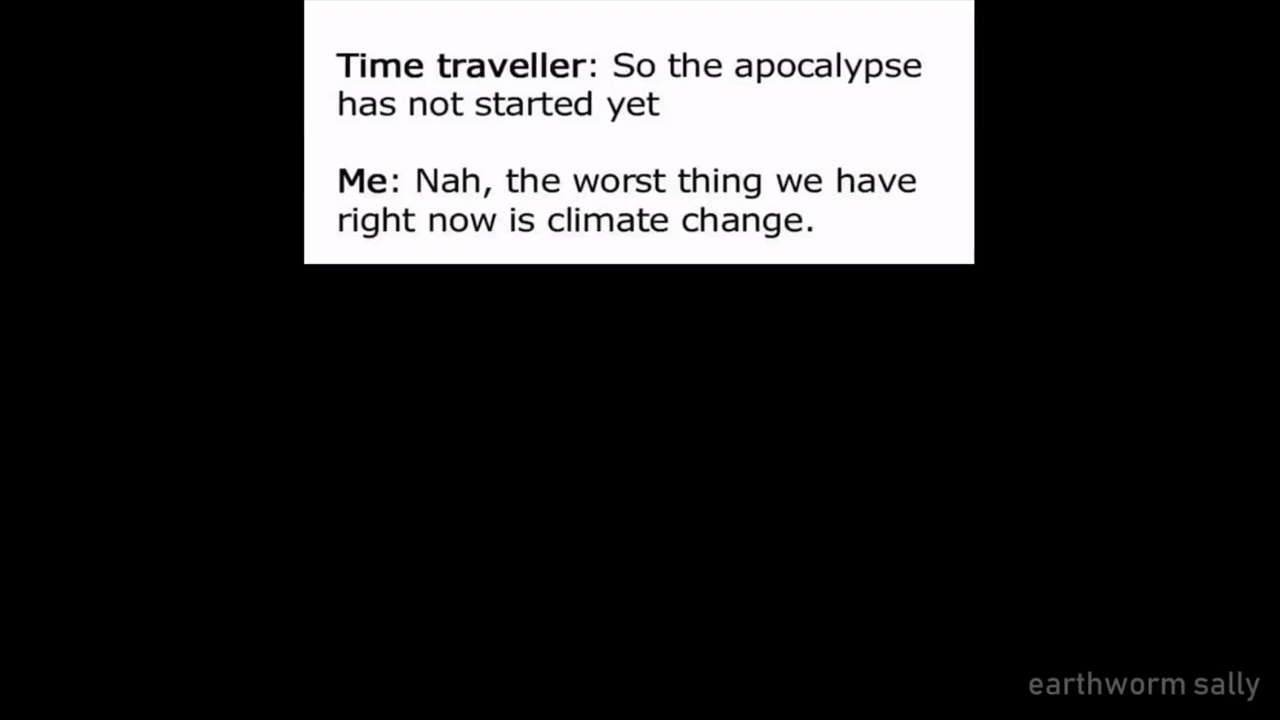 Time traveller: So the apocalypse
has not started yet
Me: Nah, the worst thing we have
right now is climate change.
earthworm sally